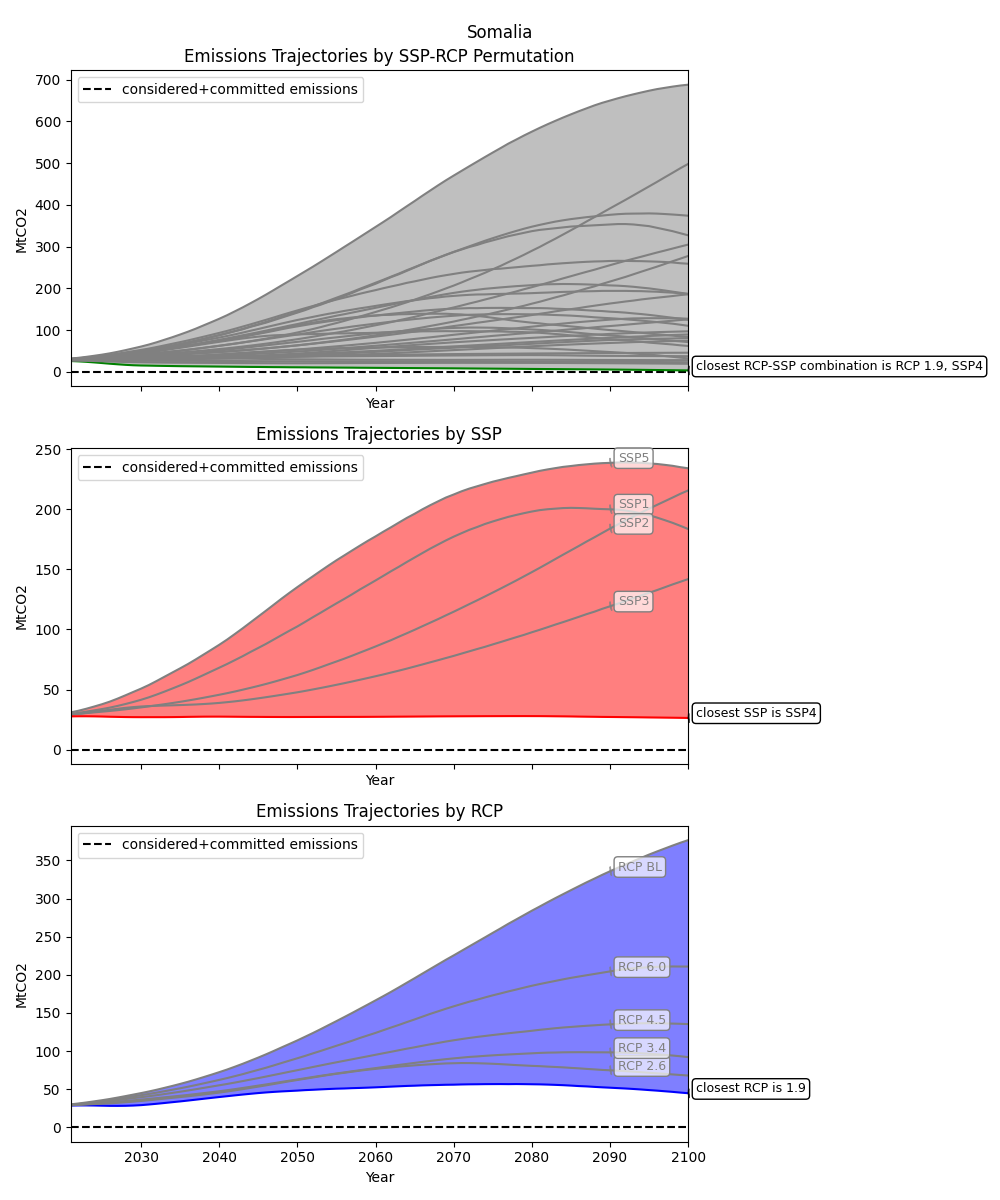 Somalia
Emissions Trajectories by SSP-RCP Permutation
considered+committed emissions
700
600
500
400
300
200
100
0
MtCO2
closest RCP-SSP combination is RCP 1.9, SSP4
Year
Emissions Trajectories by SSP
considered+committed emissions
250
200
150
100
50
0
MtCO2
SSP5
SSP1
SSP2
SSP3
closest SSP is SSP4
Year
Emissions Trajectories by RCP
considered+committed emissions
350
300
250
200
150
100
50
0
MtCO2
RCP BL
RCP 6.0
RCP 4.5
RCP 3.4
RCP 2.6
closest RCP is 1.9
2030 2040 2050 2060 2070 2080 2090 2100
Year